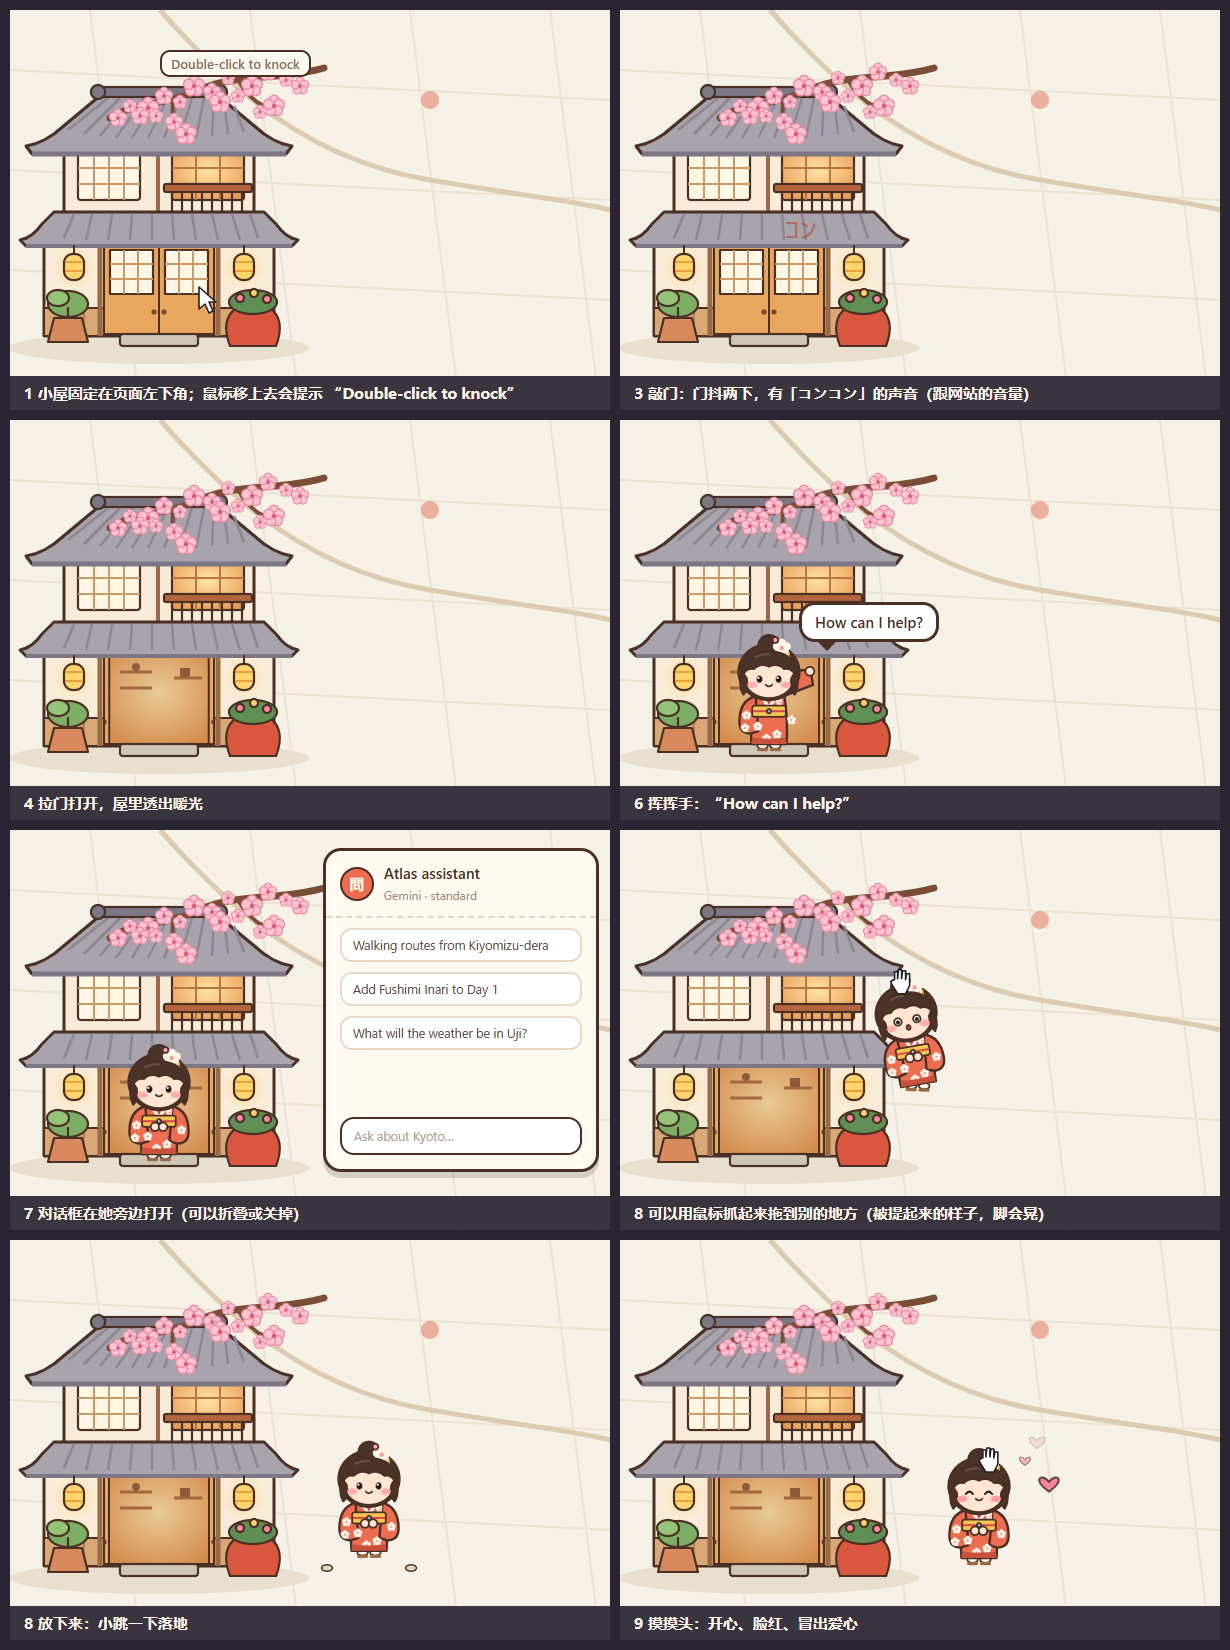 Double-click to knock
1 小屋固定在页面左下角；鼠标移上去会提示 “Double-click to knock”
コン
3 敲门：门抖两下，有「コンコン」的声音（跟网站的音量）
4 拉门打开，屋里透出暖光
How can I help?
6 挥挥手： “How can I help?”
問
Atlas assistant
Gemini · standard
Walking routes from Kiyomizu-dera
Add Fushimi Inari to Day 1
What will the weather be in Uji?
Ask about Kyoto...
7 对话框在她旁边打开（可以折叠或关掉）
8 可以用鼠标抓起来拖到别的地方（被提起来的样子，脚会晃）
8 放下来：小跳一下落地
9 摸摸头：开心、脸红、冒出爱心